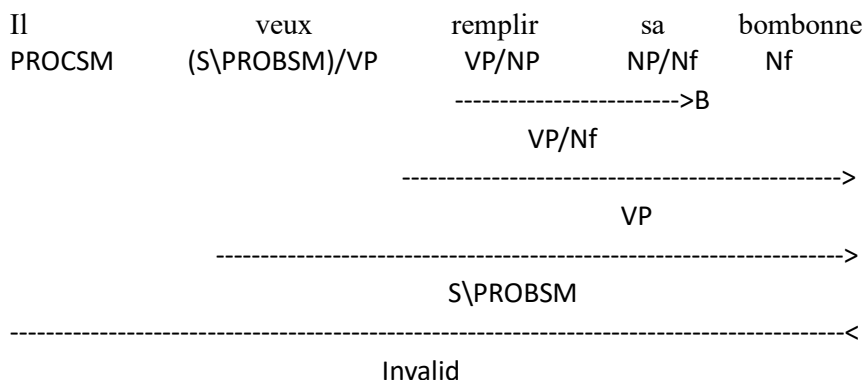 Il veux remplir sa bombonne
PROCSM (S\PROBSM)/VP VP/NP NP/Nf Nf
------------------------->B
VP/Nf
------------------------------------------------->
VP
---------------------------------------------------------------------->
S\PROBSM
---------------------------------------------------------------------------------------------<
Invalid